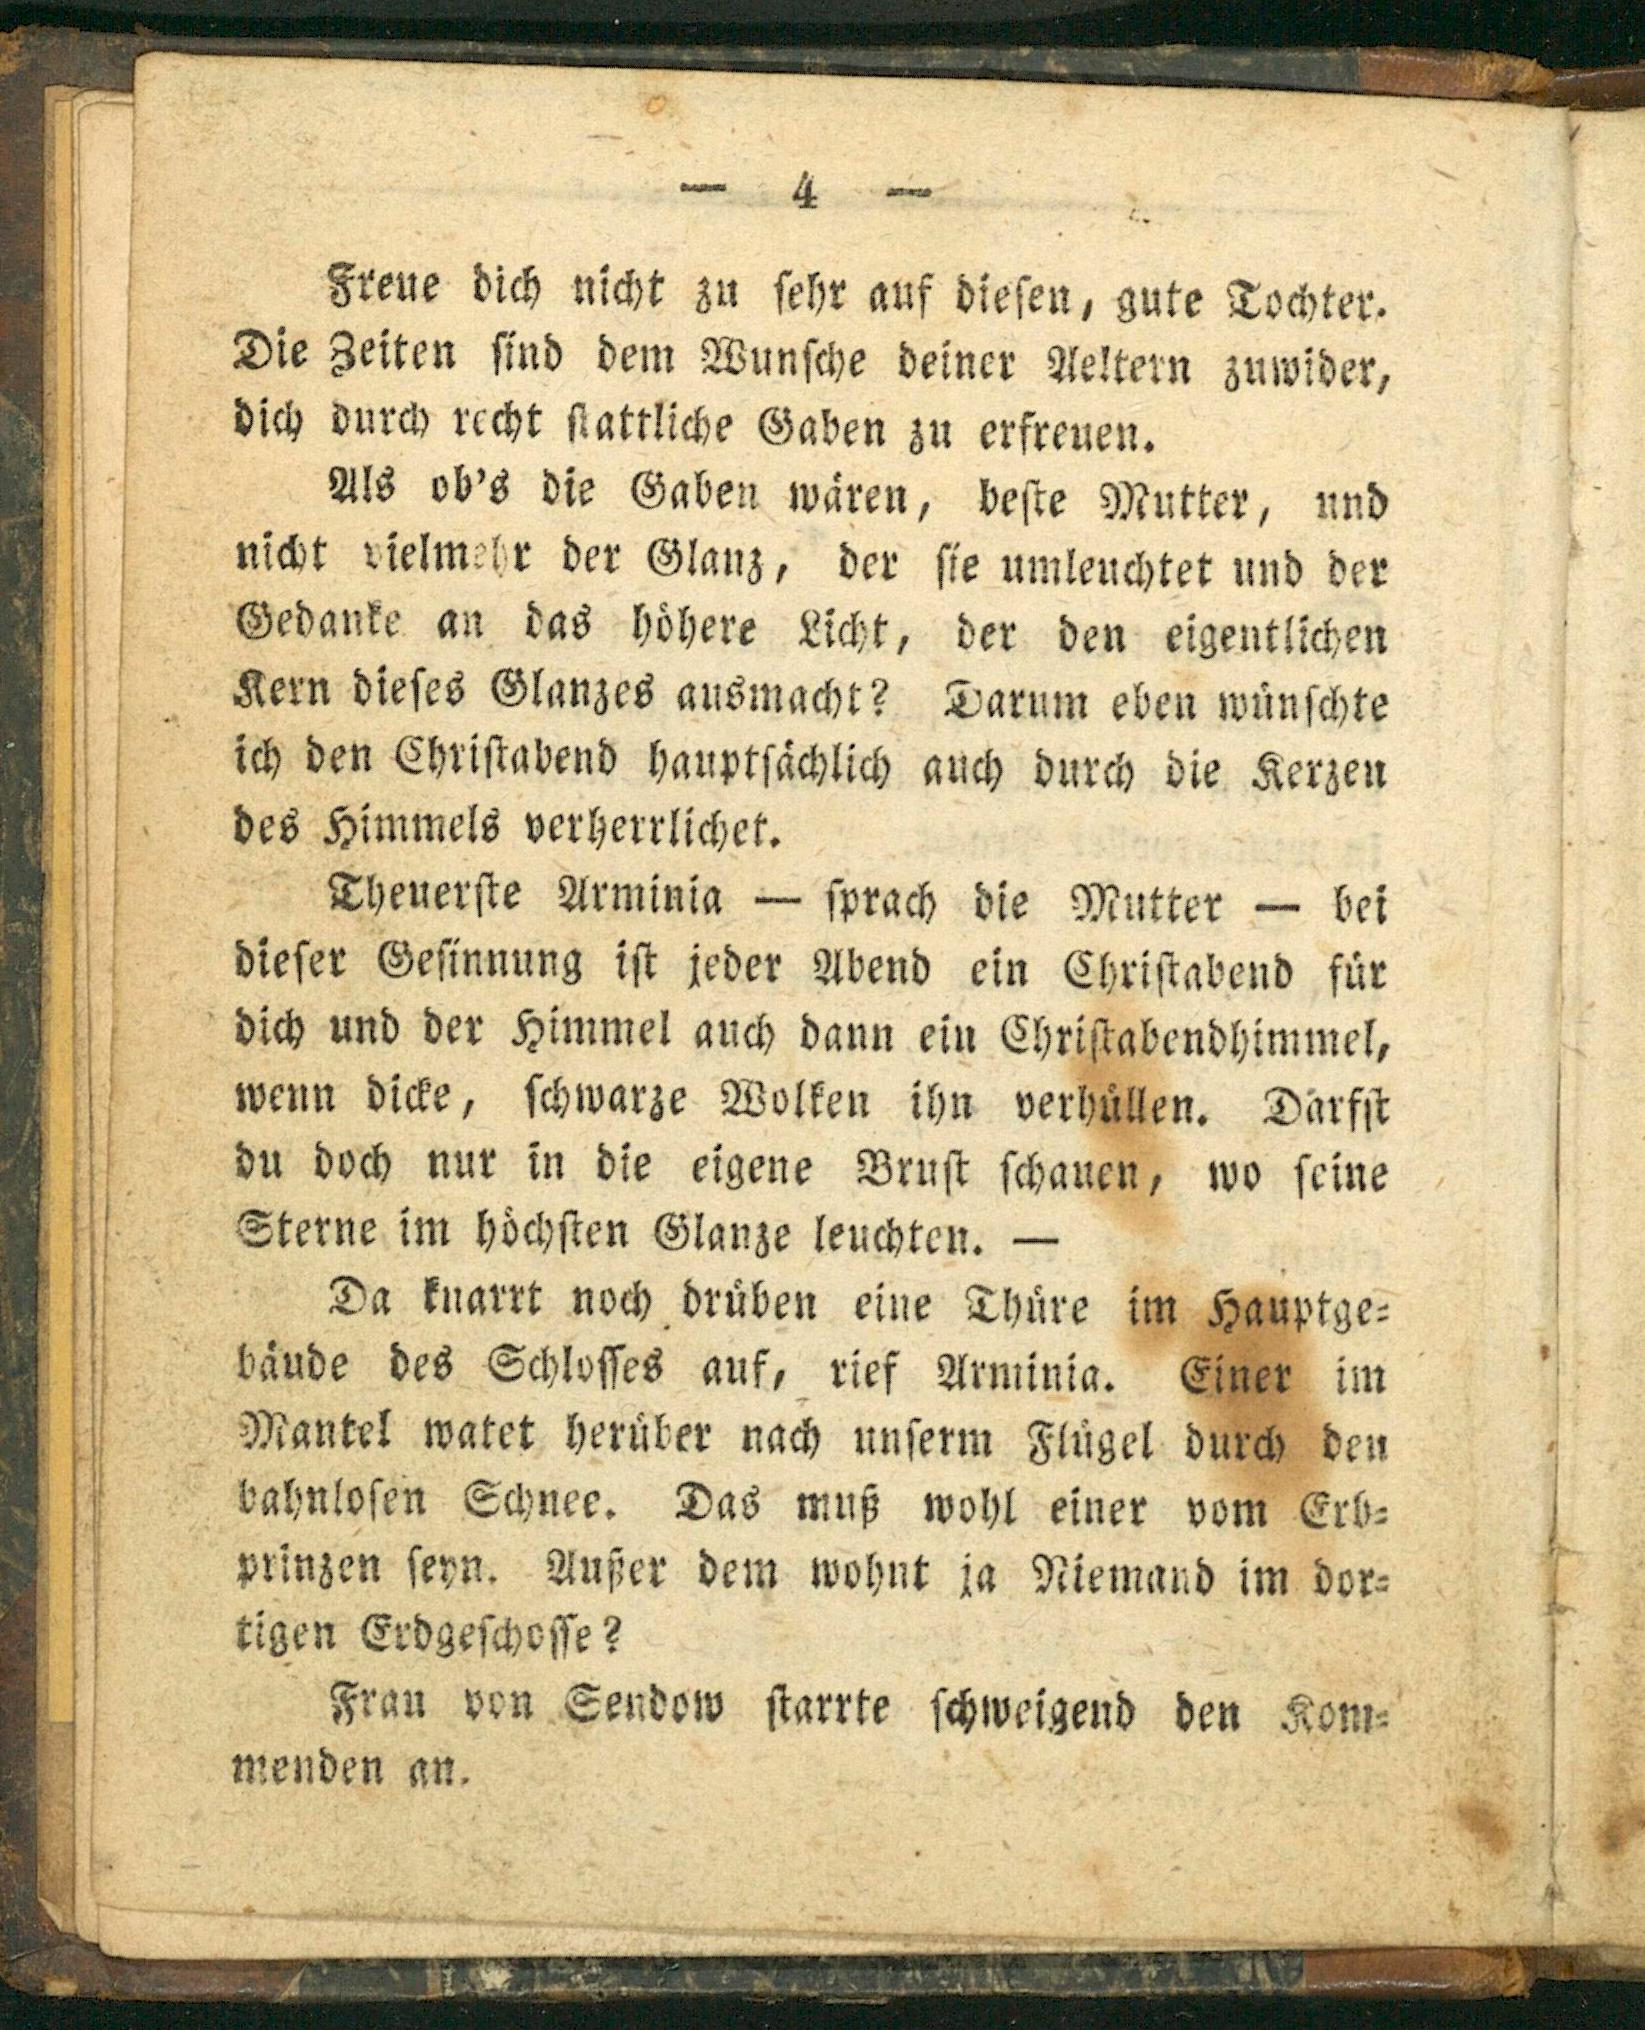 — 4 —
Freue dich nicht zu ſehr auf dieſen, gute Tochter.
Die Zeiten ſind dem Wunſche deiner Aeltern zuwider,
dich durch recht ſtattliche Gaben zu erfreuen.
Als ob's die Gaben wären, beſte Mutter, und
nicht vielmehr der Glanz, der ſie umleuchtet und der
Gedanke an das höhere Licht, der den eigentlichen
Kern dieſes Glanzes ausmacht? Darum eben wünſchte
ich den Chriſtabend hauptſächlich auch durch die Kerzen
des Himmels verherrlichet.
Theuerſte Arminia — ſprach die Mutter — bei
dieſer Geſinnung iſt jeder Abend ein Chriſtabend für
dich und der Himmel auch dann ein Chriſtabendhimmel,
wenn dicke, ſchwarze Wolken ihn verhüllen. Darfſt
du doch nur in die eigene Bruſt ſchauen, wo ſeine
Sterne im höchſten Glanze leuchten. —
Da knarrt noch drüben eine Thüre im Hauptge⸗
bäude des Schloſſes auf, rief Arminia. Einer im
Mantel watet herüber nach unſerm Flügel durch den
bahnloſen Schnee. Das muß wohl einer vom Erb⸗
prinzen ſeyn. Außer dem wohnt ja Niemand im dor⸗
tigen Erdgeſchoſſe?
Frau von Sendow ſtarrte ſchweigend den Kom⸗
menden an.